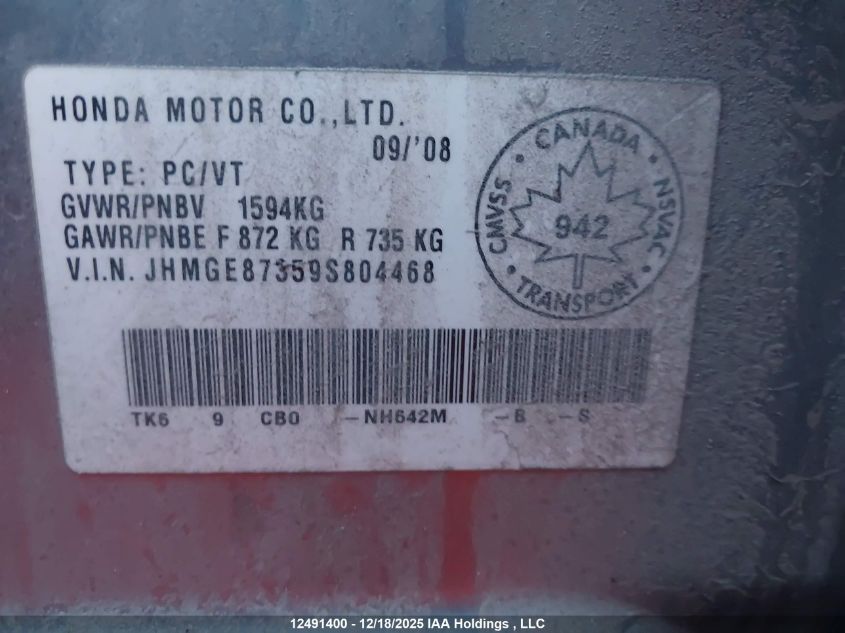 HONDA MOTOR CO.,LTD.
09/'08
TYPE: PC/VT
GVWR/PNBV 1594KG
GAWR/PNBE F 872 KG R 735 KG
V.I.N. JHMGE87359S804468
CANADA
CMVSS
NSVAC
942
TRANSPORT
TK6 9 CB0 -NH642M -B -S
12491400 - 12/18/2025 IAA Holdings , LLC